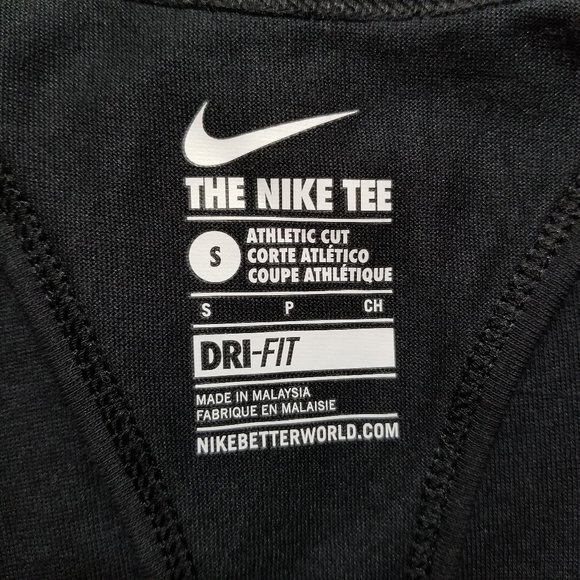 THE NIKE TEE
S
ATHLETIC CUT
CORTE ATLÉTICO
COUPE ATHLÉTIQUE
S P CH
DRI-FIT
MADE IN MALAYSIA
FABRIQUE EN MALAISIE
NIKEBETTERWORLD.COM